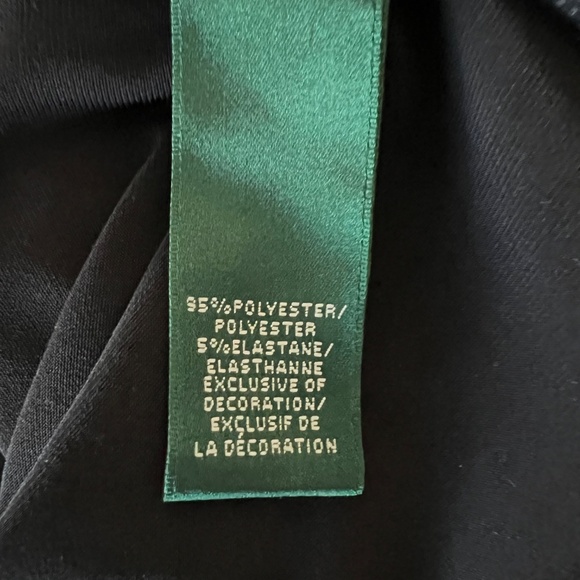 95%POLYESTER/
POLYESTER
5%ELASTANE/
ELASTHANNE
EXCLUSIVE OF
DECORATION/
EXCLUSIF DE
LA DÉCORATION